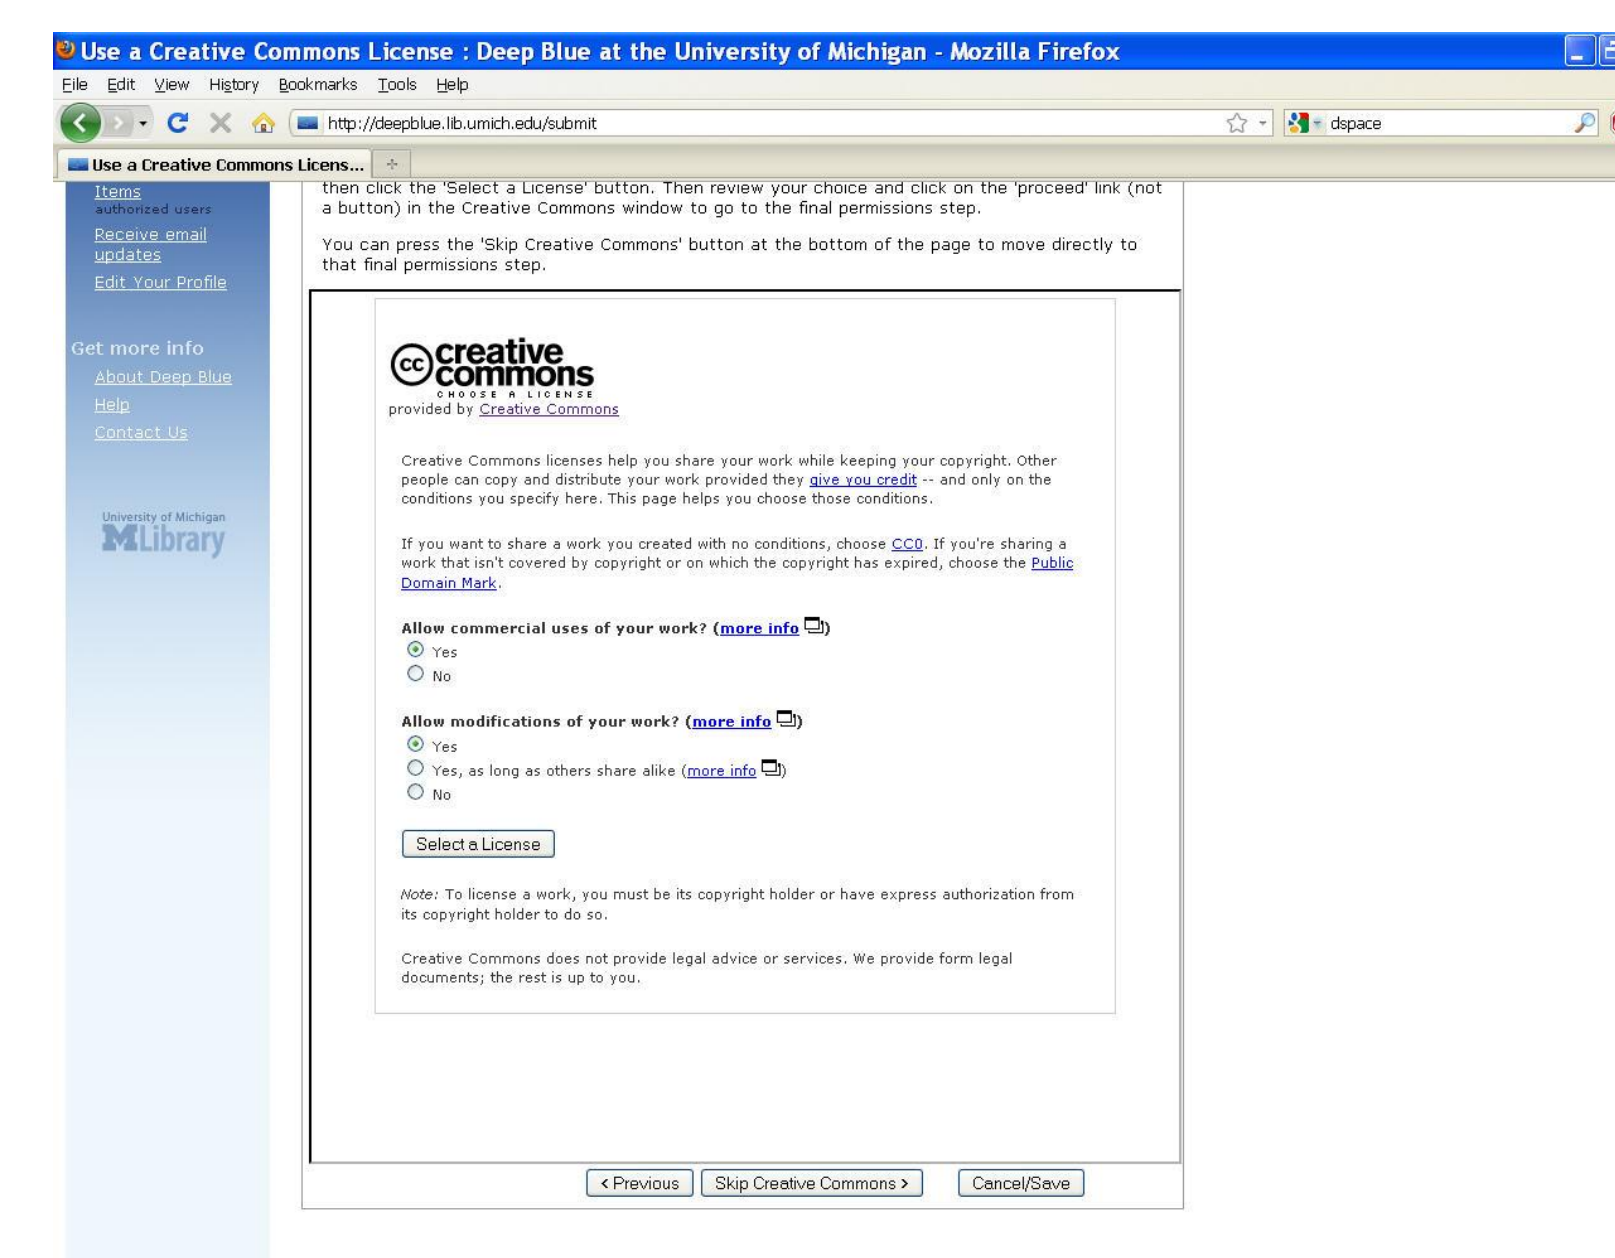 Use a Creative Commons License : Deep Blue at the University of Michigan - Mozilla Firefox
File Edit View History Bookmarks Tools Help
http://deepblue.lib.umich.edu/submit
dspace
Use a Creative Commons Licens...
Items
authorized users
Receive email
updates
Edit Your Profile
Get more info
About Deep Blue
Help
Contact Us
University of Michigan
MLibrary
then click the 'Select a License' button. Then review your choice and click on the 'proceed' link (not
a button) in the Creative Commons window to go to the final permissions step.
You can press the 'Skip Creative Commons' button at the bottom of the page to move directly to
that final permissions step.
cc creative
commons
CHOOSE A LICENSE
provided by Creative Commons
Creative Commons licenses help you share your work while keeping your copyright. Other
people can copy and distribute your work provided they give you credit -- and only on the
conditions you specify here. This page helps you choose those conditions.
If you want to share a work you created with no conditions, choose CC0. If you're sharing a
work that isn't covered by copyright or on which the copyright has expired, choose the Public
Domain Mark.
Allow commercial uses of your work? (more info)
Yes
No
Allow modifications of your work? (more info)
Yes
Yes, as long as others share alike (more info)
No
Select a License
Note: To license a work, you must be its copyright holder or have express authorization from
its copyright holder to do so.
Creative Commons does not provide legal advice or services. We provide form legal
documents; the rest is up to you.
< Previous Skip Creative Commons > Cancel/Save